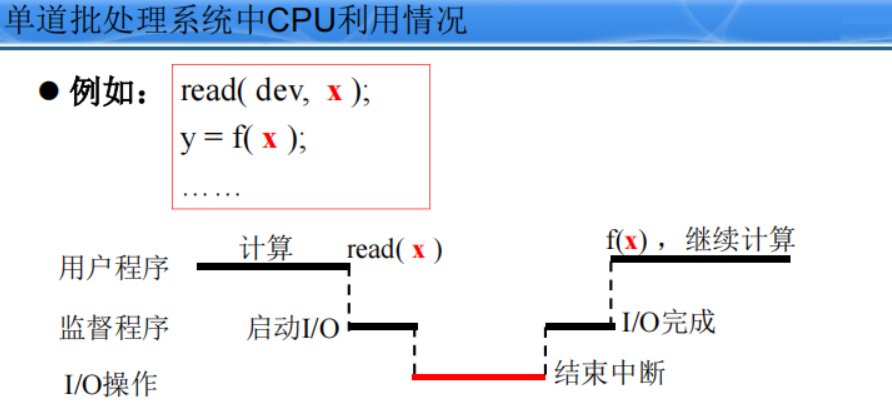 单道批处理系统中CPU利用情况
● 例如：
read( dev, x );
y = f( x );
……
计算 read( x ) f(x) ，继续计算
用户程序
监督程序 启动I/O I/O完成
I/O操作 结束中断